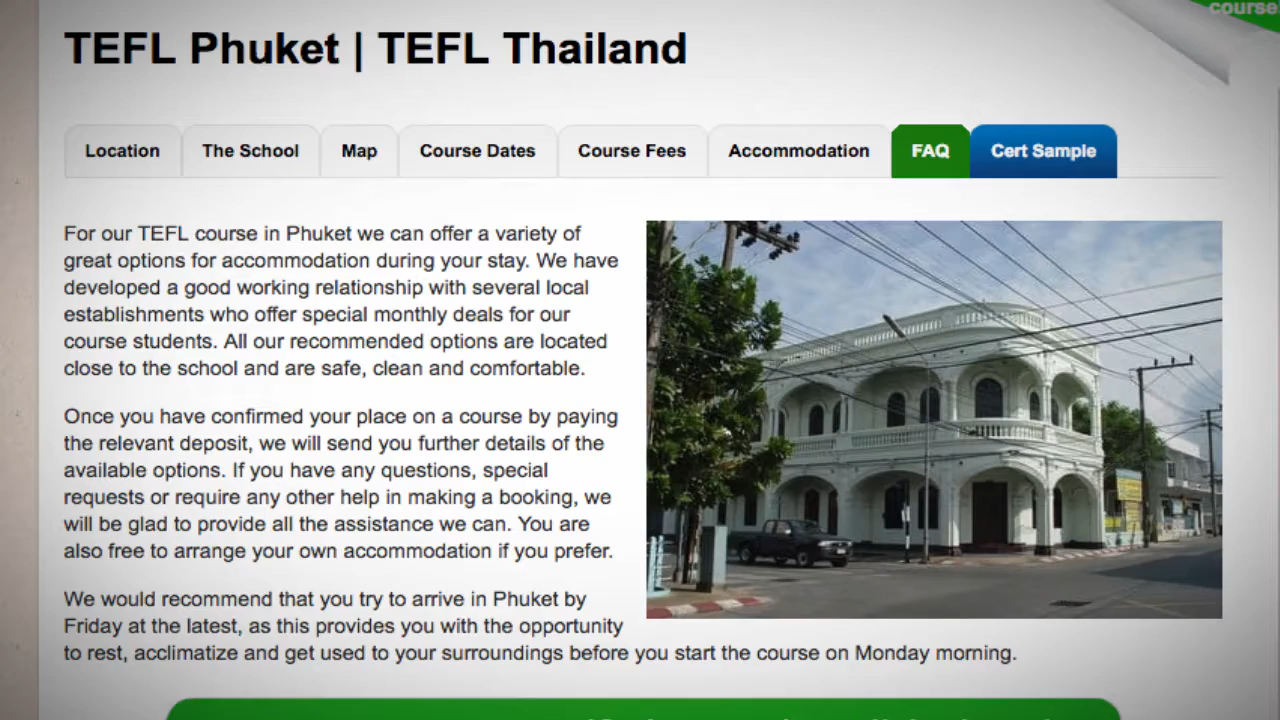 course
TEFL Phuket | TEFL Thailand
Location
The School
Map
Course Dates
Course Fees
Accommodation
FAQ
Cert Sample
For our TEFL course in Phuket we can offer a variety of
great options for accommodation during your stay. We have
developed a good working relationship with several local
establishments who offer special monthly deals for our
course students. All our recommended options are located
close to the school and are safe, clean and comfortable.
Once you have confirmed your place on a course by paying
the relevant deposit, we will send you further details of the
available options. If you have any questions, special
requests or require any other help in making a booking, we
will be glad to provide all the assistance we can. You are
also free to arrange your own accommodation if you prefer.
We would recommend that you try to arrive in Phuket by
Friday at the latest, as this provides you with the opportunity
to rest, acclimatize and get used to your surroundings before you start the course on Monday morning.